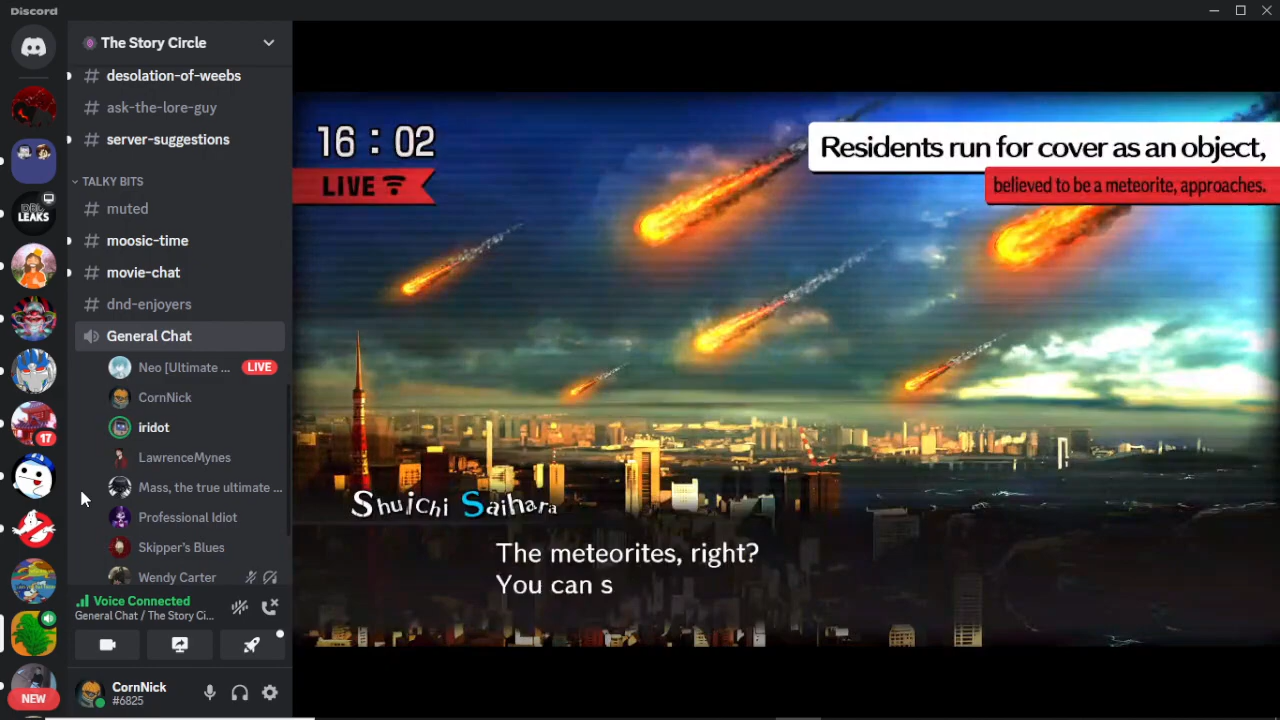 Discord
The Story Circle
desolation-of-weebs
ask-the-lore-guy
server-suggestions
TALKY BITS
muted
moosic-time
movie-chat
dnd-enjoyers
General Chat
Neo [Ultimate ... LIVE
CornNick
iridot
LawrenceMynes
Mass, the true ultimate ...
Professional Idiot
Skipper's Blues
Wendy Carter
Voice Connected
General Chat / The Story Ci...
CornNick
#6825
LEAKS
17
NEW
16 : 02
LIVE
Residents run for cover as an object,
believed to be a meteorite, approaches.
Shuichi Saihara
The meteorites, right?
You can s